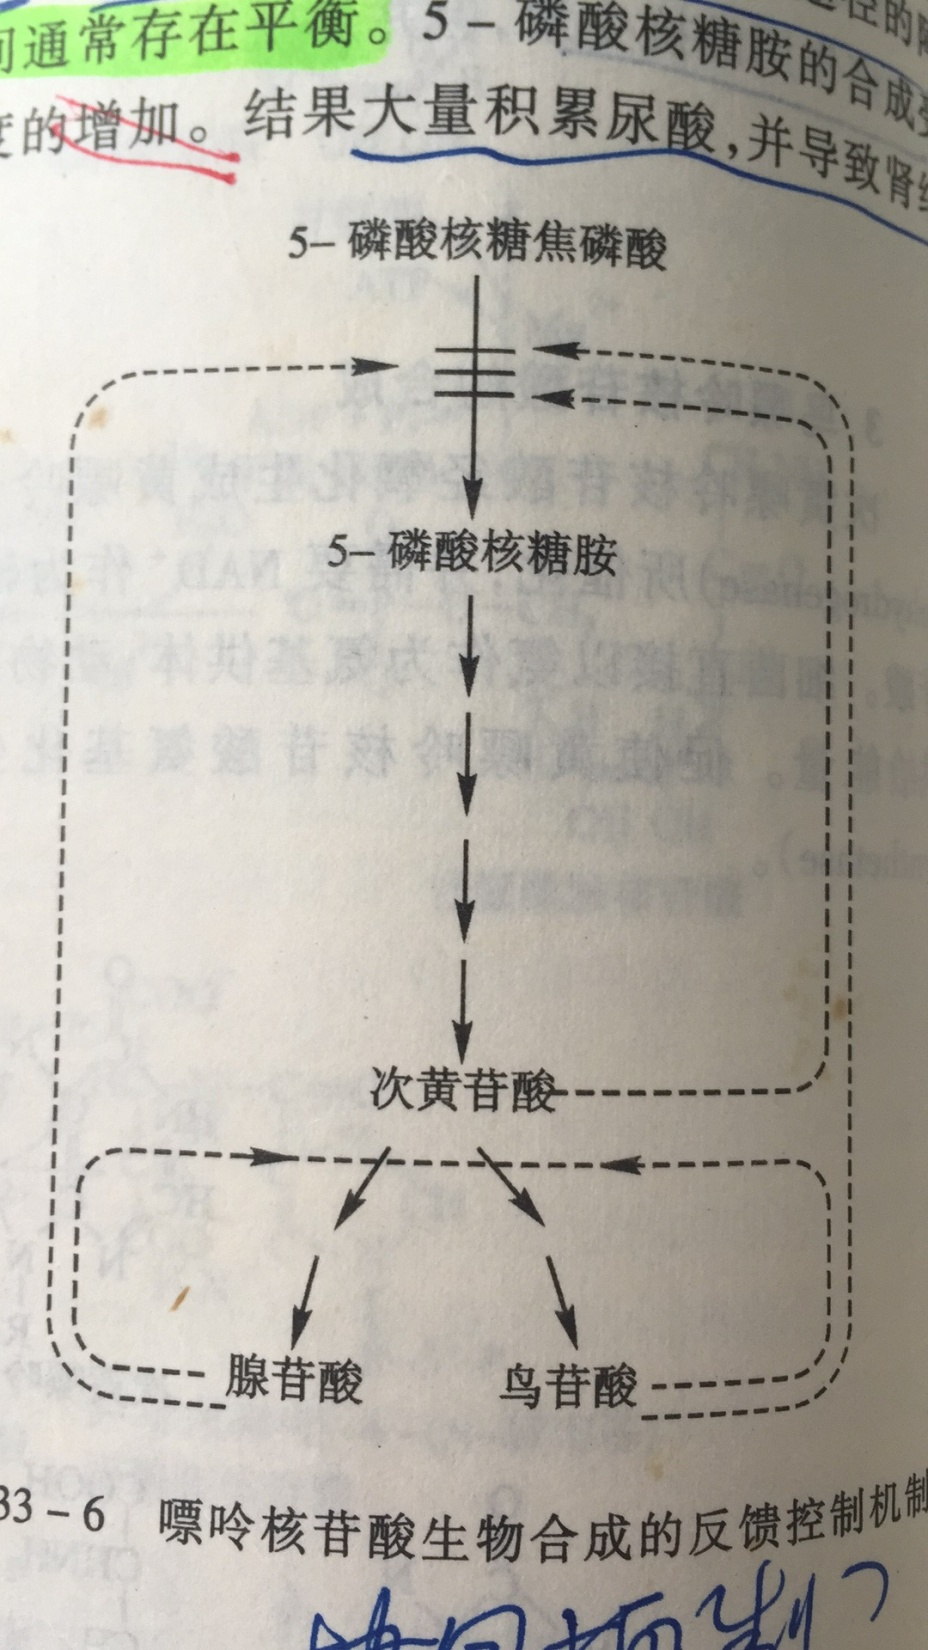 间通常存在平衡。5-磷酸核糖胺的合成受
度的增加。结果大量积累尿酸,并导致肾结
5-磷酸核糖焦磷酸
5-磷酸核糖胺
次黄苷酸
腺苷酸
鸟苷酸
33-6 嘌呤核苷酸生物合成的反馈控制机制